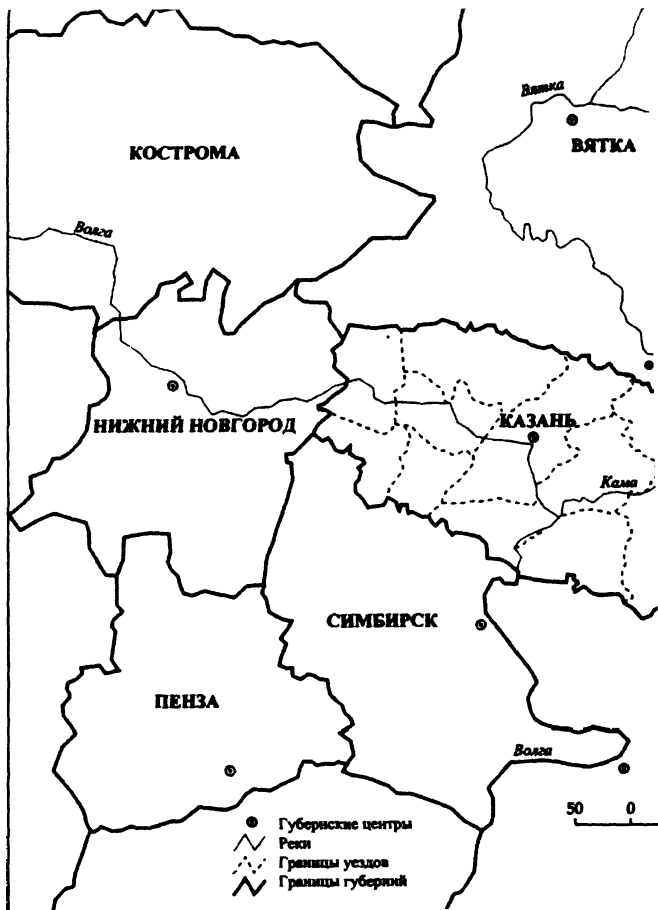 Вятка
ВЯТКА
КОСТРОМА
Волга
НИЖНИЙ НОВГОРОД
КАЗАНЬ
Кама
СИМБИРСК
ПЕНЗА
Волга
50 0
Губернские центры
Реки
Границы уездов
Границы губерний